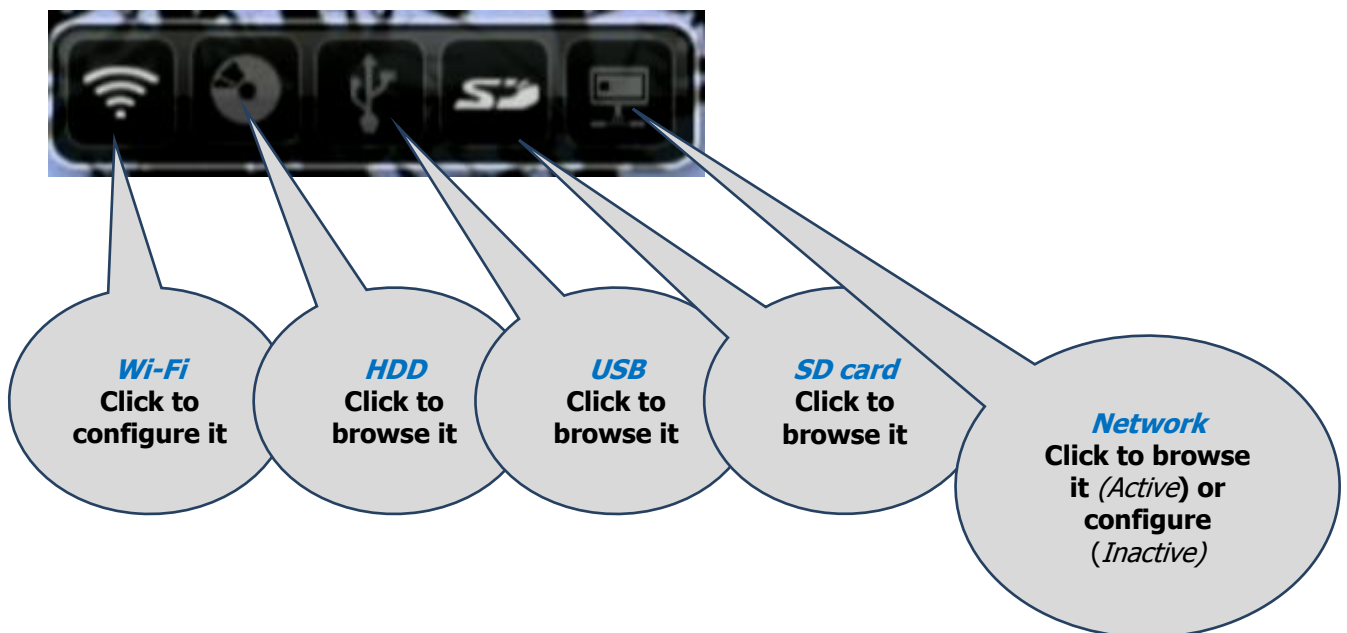 SD
Wi-Fi
Click to
configure it
HDD
Click to
browse it
USB
Click to
browse it
SD card
Click to
browse it
Network
Click to browse
it (Active) or
configure
(Inactive)